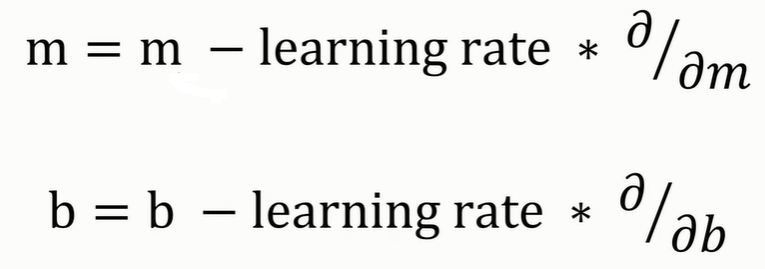 m = m − learning rate * ∂/∂m
b = b − learning rate * ∂/∂b